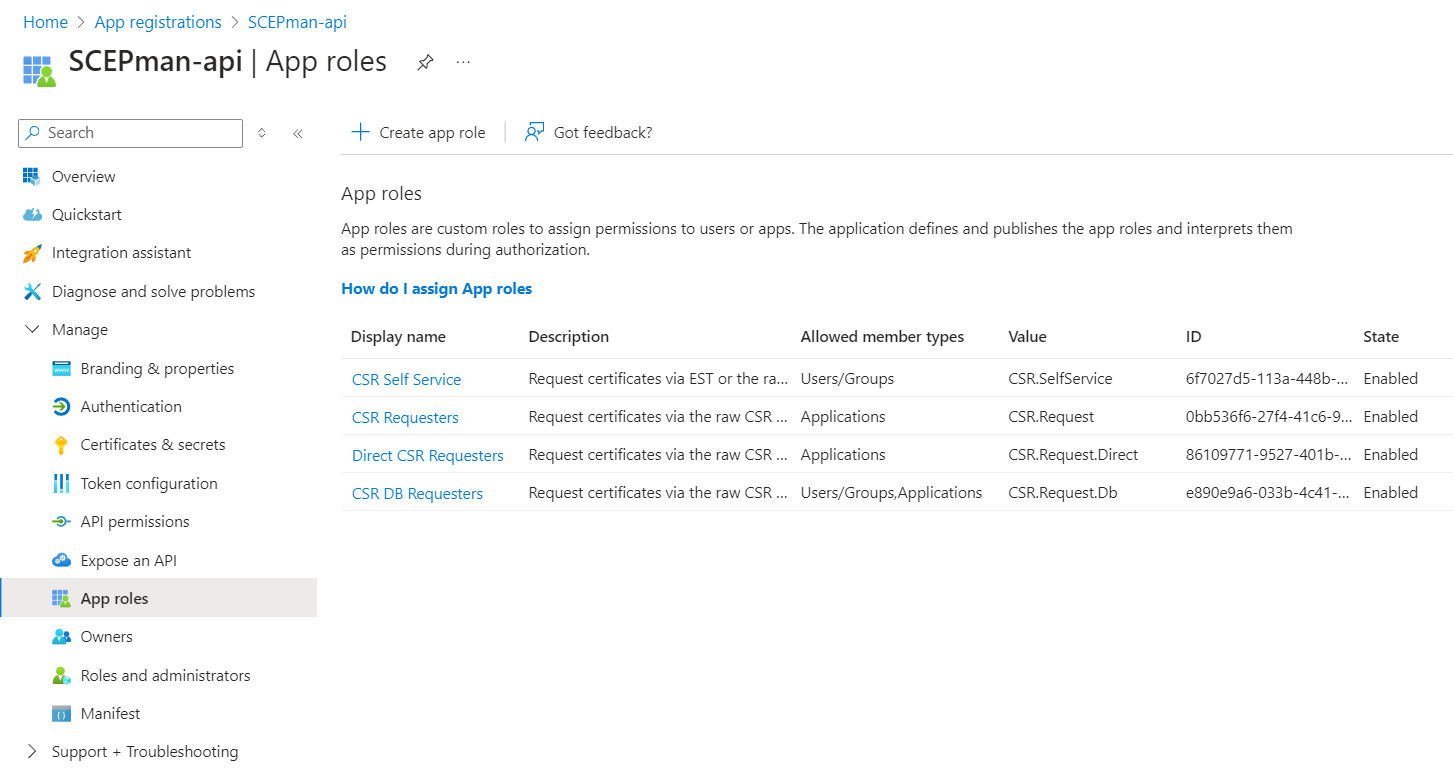 Home > App registrations > SCEPman-api
SCEPman-api | App roles
Search
Create app role
Got feedback?
Overview
Quickstart
Integration assistant
Diagnose and solve problems
Manage
Branding & properties
Authentication
Certificates & secrets
Token configuration
API permissions
Expose an API
App roles
Owners
Roles and administrators
Manifest
Support + Troubleshooting
App roles
App roles are custom roles to assign permissions to users or apps. The application defines and publishes the app roles and interprets them
as permissions during authorization.
How do I assign App roles
Display name Description Allowed member types Value ID State
CSR Self Service Request certificates via EST or the ra... Users/Groups CSR.SelfService 6f7027d5-113a-448b-... Enabled
CSR Requesters Request certificates via the raw CSR ... Applications CSR.Request 0bb536f6-27f4-41c6-9... Enabled
Direct CSR Requesters Request certificates via the raw CSR ... Applications CSR.Request.Direct 86109771-9527-401b-... Enabled
CSR DB Requesters Request certificates via the raw CSR ... Users/Groups,Applications CSR.Request.Db e890e9a6-033b-4c41-... Enabled